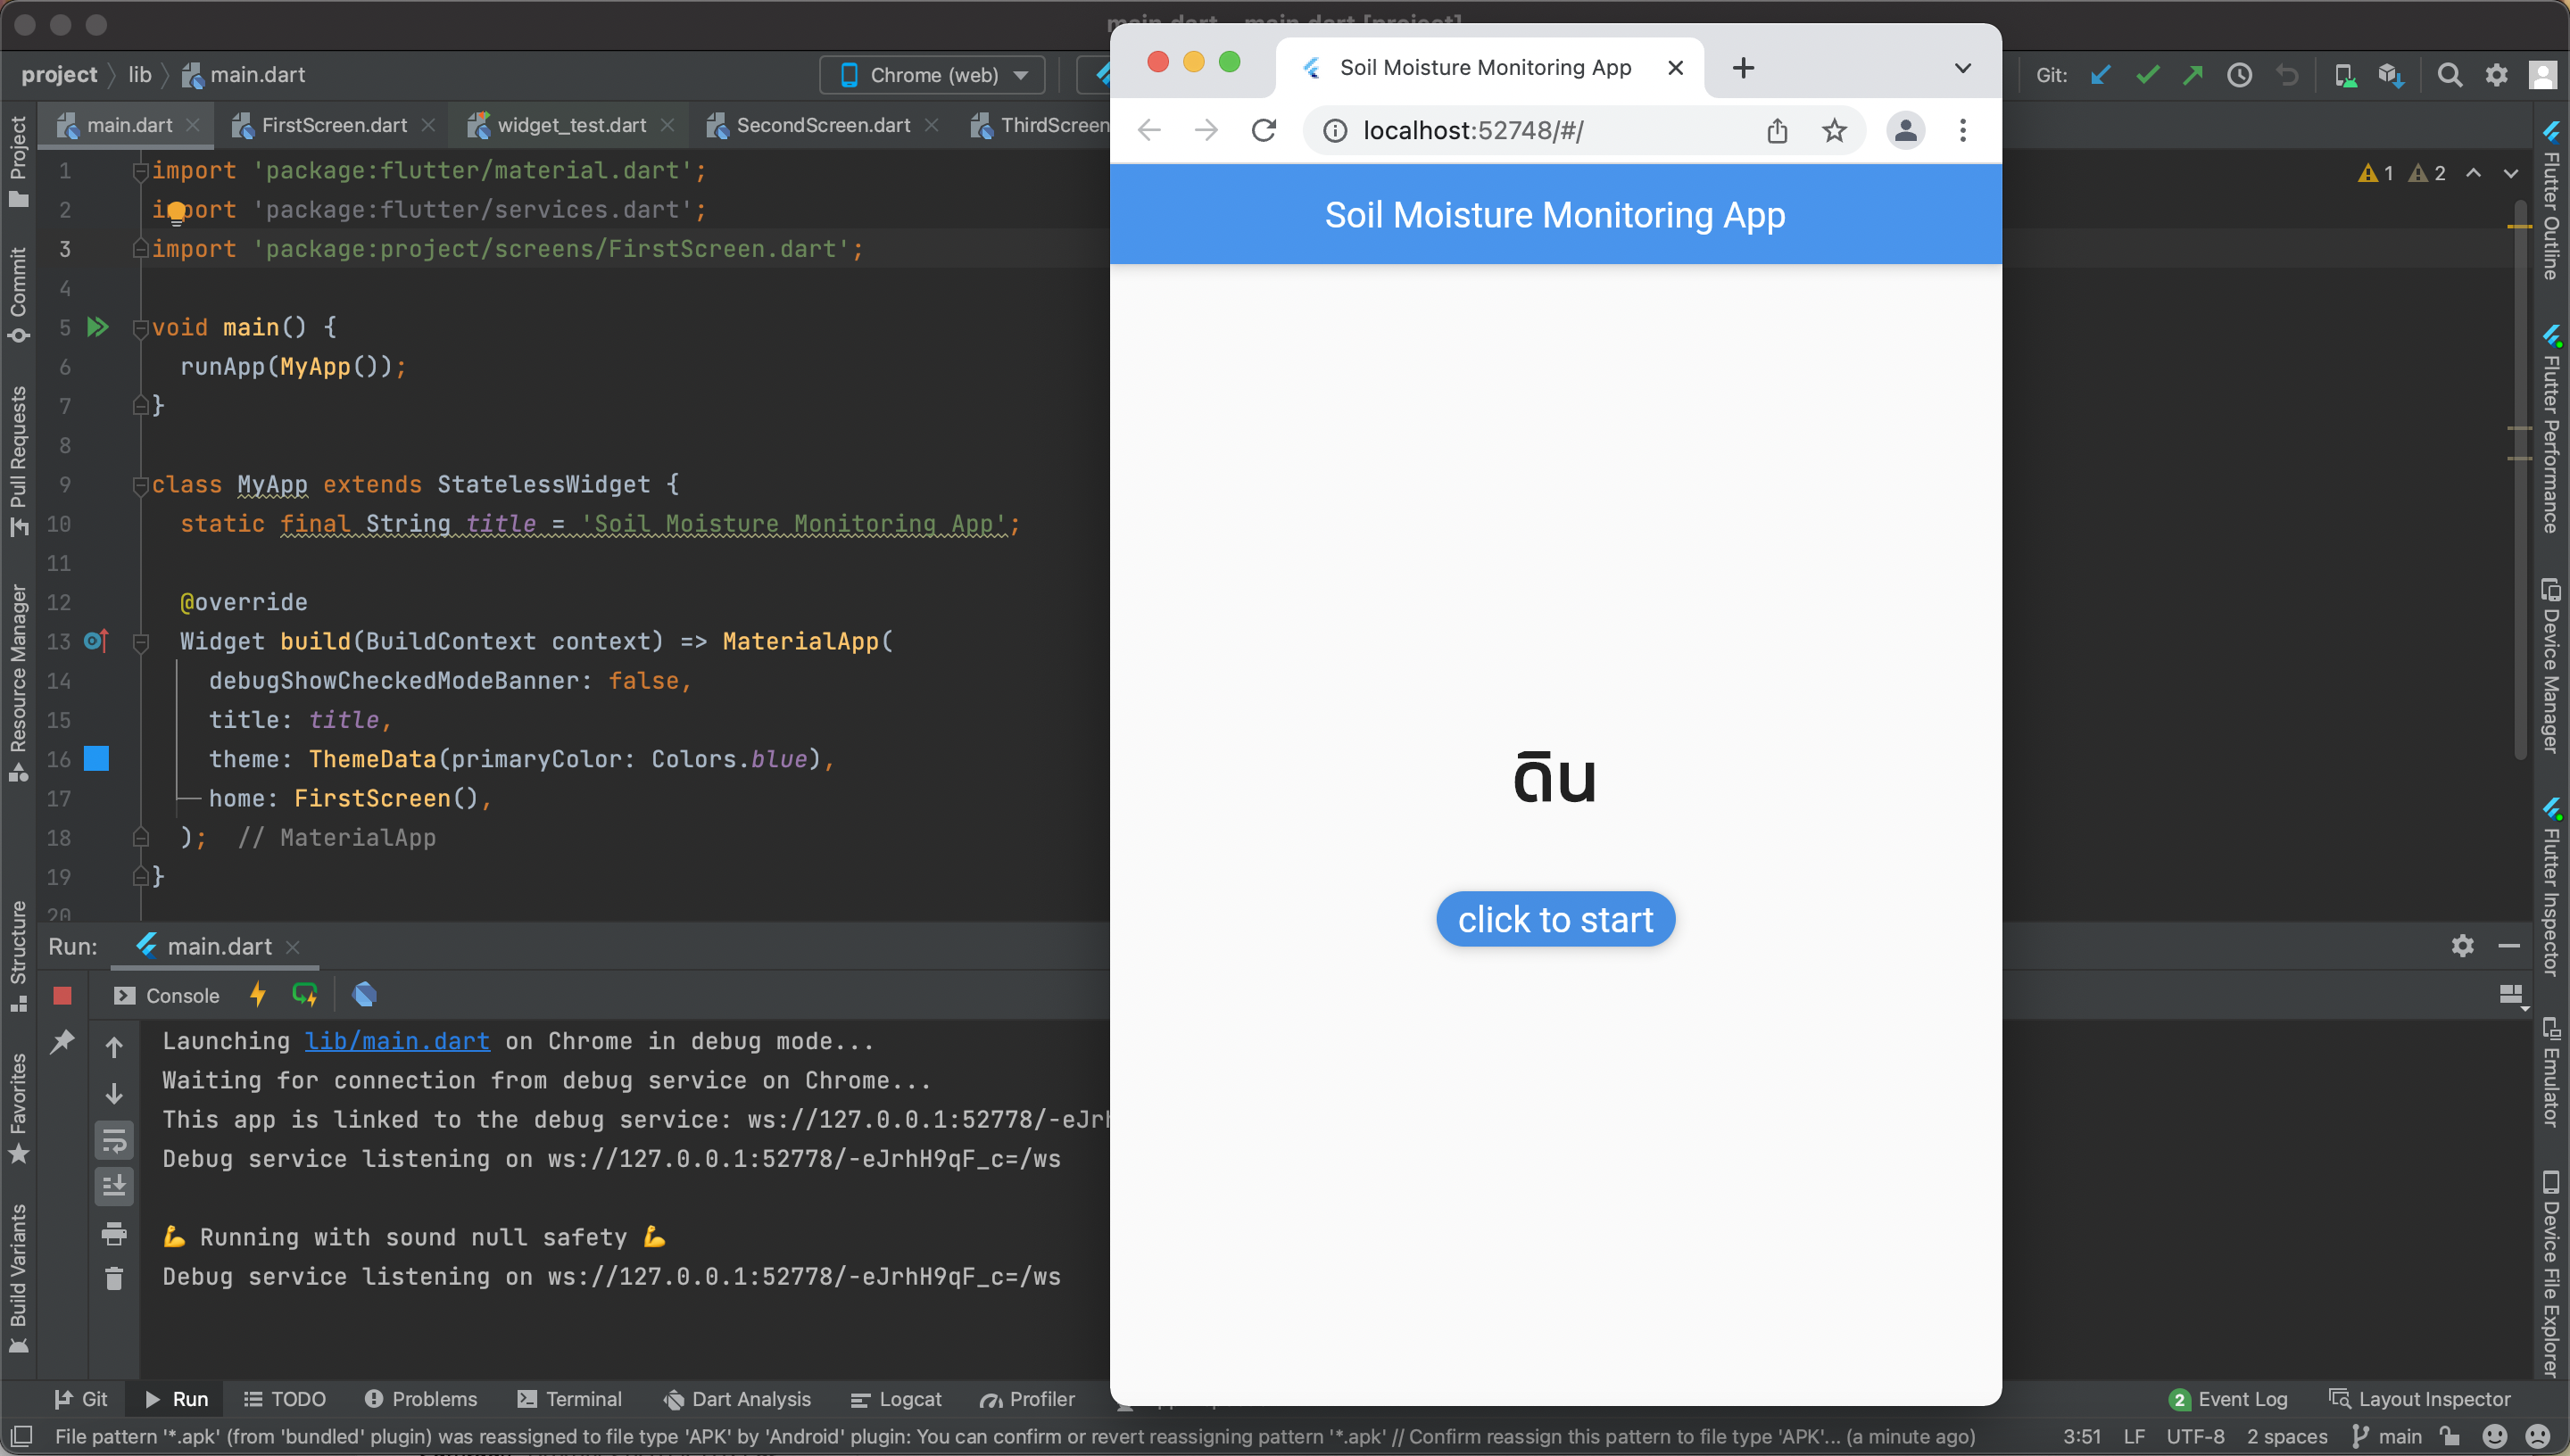 main.dart – main.dart [project]
project lib main.dart
Chrome (web)
Git:
main.dart FirstScreen.dart widget_test.dart SecondScreen.dart ThirdScreen
1 import 'package:flutter/material.dart';
2 import 'package:flutter/services.dart';
3 import 'package:project/screens/FirstScreen.dart';
4
5 void main() {
6 runApp(MyApp());
7 }
8
9 class MyApp extends StatelessWidget {
10 static final String title = 'Soil Moisture Monitoring App';
11
12 @override
13 Widget build(BuildContext context) => MaterialApp(
14 debugShowCheckedModeBanner: false,
15 title: title,
16 theme: ThemeData(primaryColor: Colors.blue),
17 home: FirstScreen(),
18 ); // MaterialApp
19 }
20
1 2
Soil Moisture Monitoring App
localhost:52748/#/
Soil Moisture Monitoring App
ดิน
click to start
Project
Commit
Pull Requests
Resource Manager
Structure
Favorites
Build Variants
Flutter Outline
Flutter Performance
Device Manager
Flutter Inspector
Emulator
Device File Explorer
Run: main.dart
Console
Launching lib/main.dart on Chrome in debug mode...
Waiting for connection from debug service on Chrome...
This app is linked to the debug service: ws://127.0.0.1:52778/-eJrh
Debug service listening on ws://127.0.0.1:52778/-eJrhH9qF_c=/ws
💪 Running with sound null safety 💪
Debug service listening on ws://127.0.0.1:52778/-eJrhH9qF_c=/ws
Git Run TODO Problems Terminal Dart Analysis Logcat Profiler
2 Event Log Layout Inspector
File pattern '*.apk' (from 'bundled' plugin) was reassigned to file type 'APK' by 'Android' plugin: You can confirm or revert reassigning pattern '*.apk' // Confirm reassign this pattern to file type 'APK'... (a minute ago)
3:51 LF UTF-8 2 spaces main